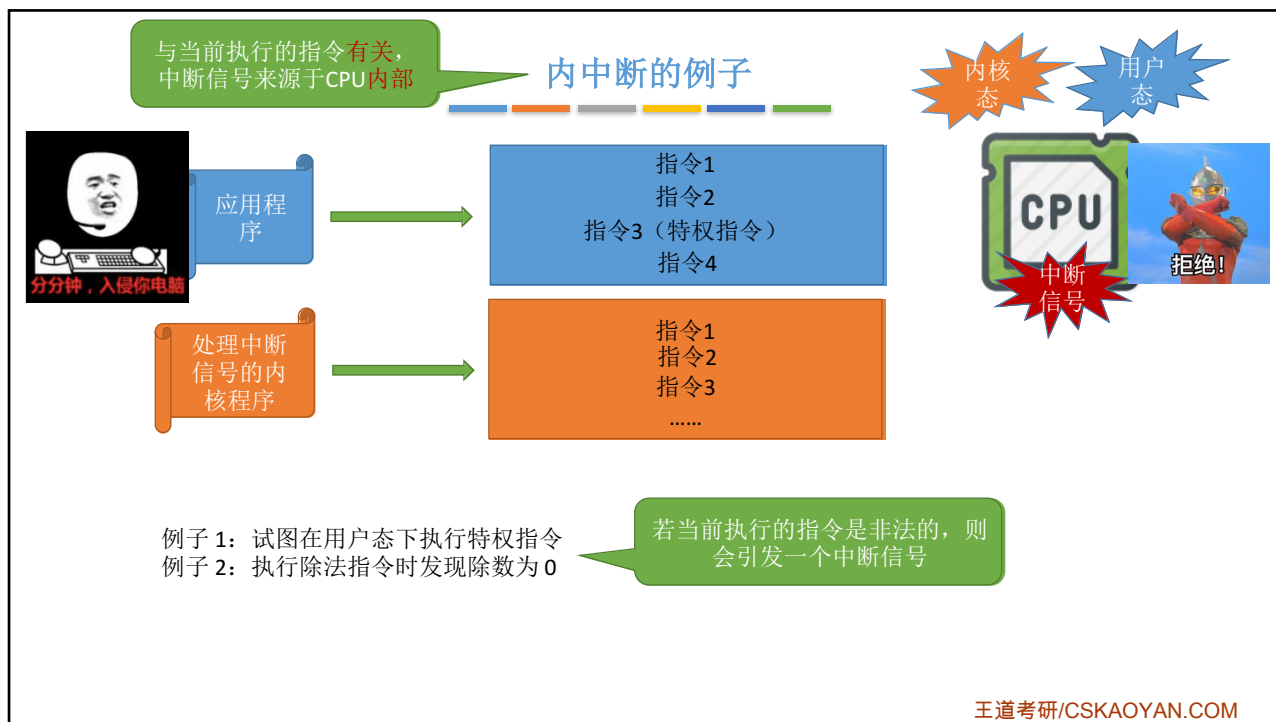 与当前执行的指令有关，
中断信号来源于CPU内部
内中断的例子
内核
态
用户
态
分分钟，入侵你电脑
应用程
序
指令1
指令2
指令3（特权指令）
指令4
CPU
中断
信号
拒绝！
处理中断
信号的内
核程序
指令1
指令2
指令3
……
例子 1：试图在用户态下执行特权指令
例子 2：执行除法指令时发现除数为 0
若当前执行的指令是非法的，则
会引发一个中断信号
王道考研/CSKAOYAN.COM